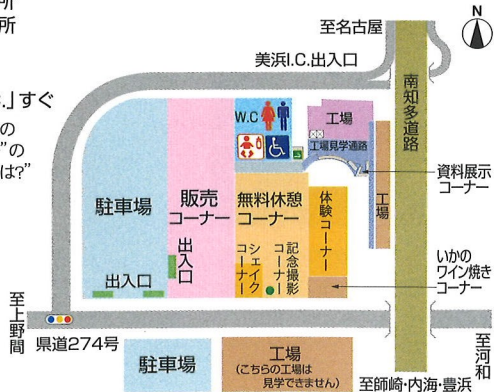 所
所
」すぐ
の
"の
は?"
N
至名古屋
美浜I.C.出入口
南知多道路
W.C
工場
工場見学通路
資料展示
コーナー
駐車場
販売
コーナー
無料休憩
コーナー
体験コーナー
工場
出入口
出入口
シェイク
コーナー
記念撮影
コーナー
いかの
ワイン焼き
コーナー
至上野間
県道274号
至河和
駐車場
工場
(こちらの工場は
見学できません)
至師崎・内海・豊浜